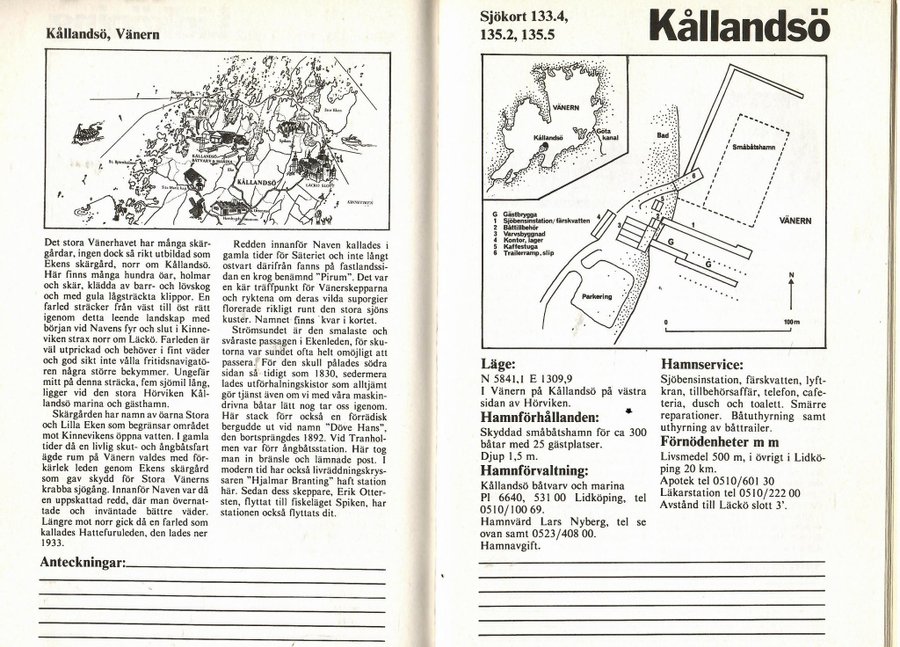 Kållandsö, Vänern
KÅLLANDSÖ
BÅTVARV & MARINA
KÅLLANDSÖ
LÄCKÖ SLOTT
KINNEVIKEN
Det stora Vänerhavet har många skär-
gårdar, ingen dock så rikt utbildad som
Ekens skärgård, norr om Kållandsö.
Här finns många hundra öar, holmar
och skär, klädda av barr- och lövskog
och med gula lågsträckta klippor. En
farled sträcker från väst till öst rätt
igenom detta leende landskap med
början vid Navens fyr och slut i Kinne-
viken strax norr om Läckö. Farleden är
väl utprickad och behöver i fint väder
och god sikt inte vålla fritidsnavigatö-
ren några större bekymmer. Ungefär
mitt på denna sträcka, fem sjömil lång,
ligger vid den stora Hörviken Kål-
landsö marina och gästhamn.
Skärgården har namn av öarna Stora
och Lilla Eken som begränsar området
mot Kinnevikens öppna vatten. I gamla
tider då en livlig skut- och ångbåtsfart
ägde rum på Vänern valdes med för-
kärlek leden genom Ekens skärgård
som gav skydd för Stora Vänerns
krabba sjögång. Innanför Naven var då
en uppskattad redd, där man övernat-
tade och inväntade bättre väder.
Längre mot norr gick då en farled som
kallades Hattefuruleden, den lades ner
1933.
Redden innanför Naven kallades i
gamla tider för Säteriet och inte långt
ostvart därifrån fanns på fastlandssi-
dan en krog benämnd "Pirum". Det var
en kär träffpunkt för Vänerskepparna
och ryktena om deras vilda suporgier
florerade rikligt runt den stora sjöns
kuster. Namnet finns kvar i kortet.
Strömsundet är den smalaste och
svåraste passagen i Ekenleden, för sku-
torna var sundet ofta helt omöjligt att
passera. För den skull pålades södra
sidan så tidigt som 1830, sedermera
lades utförhalningskistor som alltjämt
gör tjänst även om vi med våra maskin-
drivna båtar lätt nog tar oss igenom.
Här stack förr också en förrädisk
bergudde ut vid namn "Döve Hans",
den bortsprängdes 1892. Vid Tranhol-
men var förr ångbåtsstation. Här tog
man in bränsle och lämnade post. I
modern tid har också livräddningskrys-
saren "Hjalmar Branting" haft station
här. Sedan dess skeppare, Erik Otter-
sten, flyttat till fiskeläget Spiken, har
stationen också flyttats dit.
Anteckningar:
Sjökort 133.4,
135.2, 135.5
Kållandsö
VÄNERN
Kållandsö
Göta
kanal
Bad
Småbåtshamn
VÄNERN
G Gästbrygga
1 Sjöbensinstation/färskvatten
2 Båttillbehör
3 Varvsbyggnad
4 Kontor, lager
5 Kaffestuga
6 Trailerramp, slip
6
5
2
4
3
1
G
G
Parkering
N
0
100 m
Läge:
N 5841,1 E 1309,9
I Vänern på Kållandsö på västra
sidan av Hörviken.
Hamnförhållanden:
Skyddad småbåtshamn för ca 300
båtar med 25 gästplatser.
Djup 1,5 m.
Hamnförvaltning:
Kållandsö båtvarv och marina
Pl 6640, 531 00 Lidköping, tel
0510/100 69.
Hamnvärd Lars Nyberg, tel se
ovan samt 0523/408 00.
Hamnavgift.
Hamnservice:
Sjöbensinstation, färskvatten, lyft-
kran, tillbehörsaffär, telefon, cafe-
teria, dusch och toalett. Smärre
reparationer. Båtuthyrning samt
uthyrning av båttrailer.
Förnödenheter m m
Livsmedel 500 m, i övrigt i Lidkö-
ping 20 km.
Apotek tel 0510/601 30
Läkarstation tel 0510/222 00
Avstånd till Läckö slott 3'.